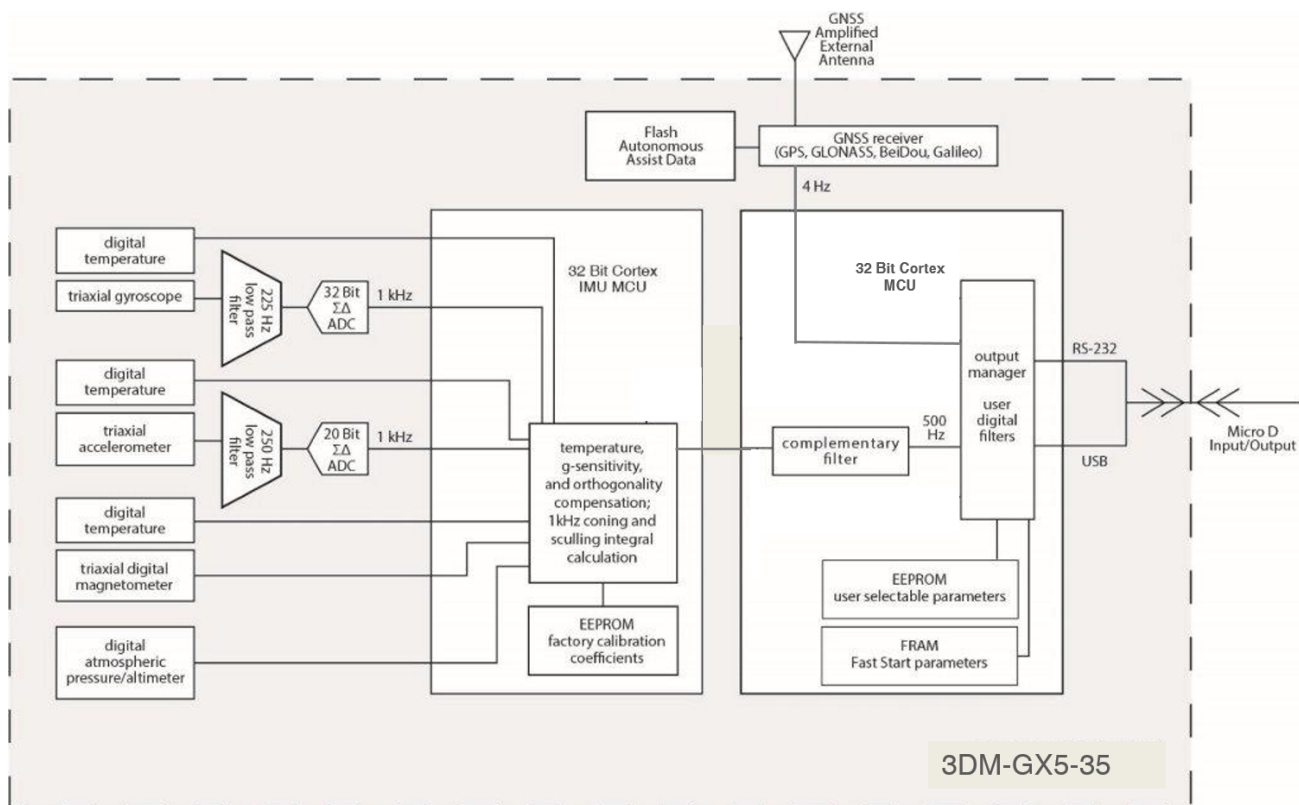 GNSS
Amplified
External
Antenna
Flash
Autonomous
Assist Data
GNSS receiver
(GPS, GLONASS, BeiDou, Galileo)
4 Hz
digital
temperature
triaxial gyroscope
225 Hz
low pass
filter
32 Bit
ΣΔ
ADC
1 kHz
32 Bit Cortex
IMU MCU
32 Bit Cortex
MCU
digital
temperature
triaxial
accelerometer
250 Hz
low pass
filter
20 Bit
ΣΔ
ADC
1 kHz
digital
temperature
triaxial digital
magnetometer
digital
atmospheric
pressure/altimeter
temperature,
g-sensitivity,
and orthogonality
compensation;
1kHz coning and
sculling integral
calculation
EEPROM
factory calibration
coefficients
complementary
filter
500
Hz
output
manager
user
digital
filters
RS-232
USB
Micro D
Input/Output
EEPROM
user selectable parameters
FRAM
Fast Start parameters
3DM-GX5-35